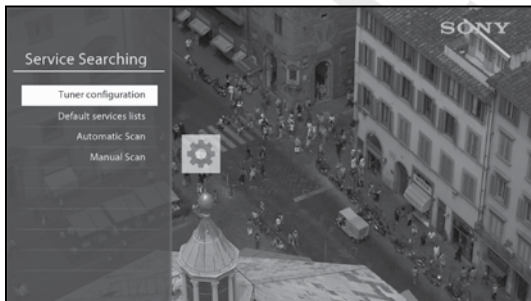 SONY
Service Searching
Tuner configuration
Default services lists
Automatic Scan
Manual Scan